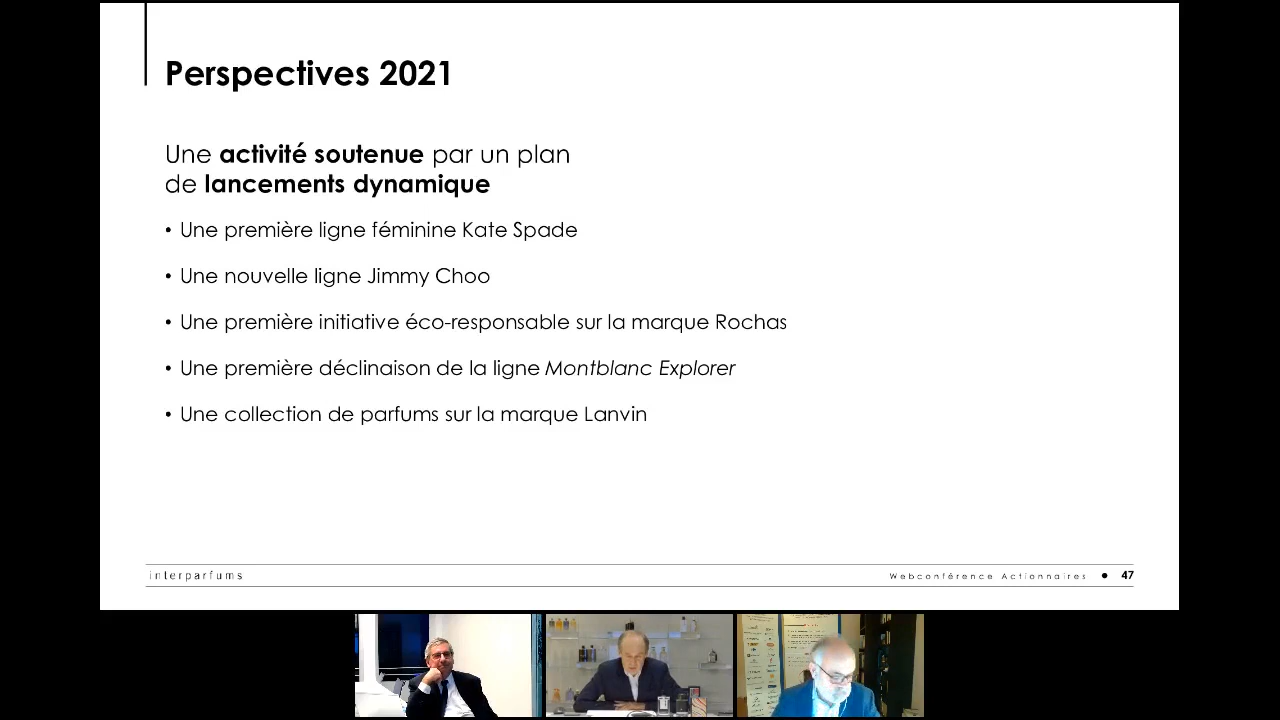 Perspectives 2021
Une activité soutenue par un plan
de lancements dynamique
• Une première ligne féminine Kate Spade
• Une nouvelle ligne Jimmy Choo
• Une première initiative éco-responsable sur la marque Rochas
• Une première déclinaison de la ligne Montblanc Explorer
• Une collection de parfums sur la marque Lanvin
interparfums
Webconférence Actionnaires • 47